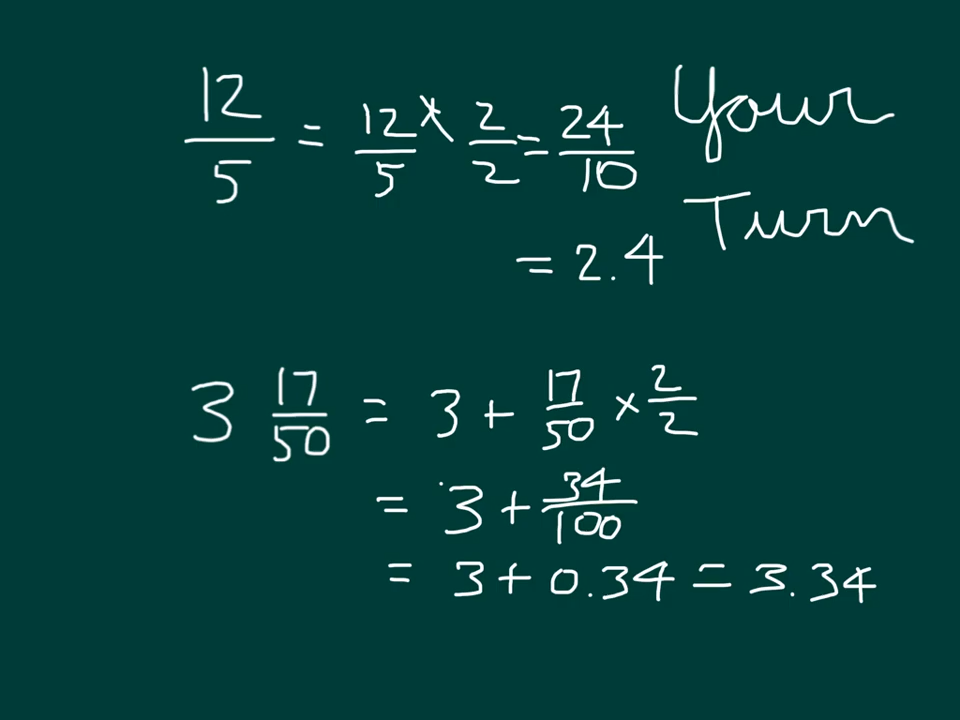 12/5 = 12/5 × 2/2 = 24/10
= 2.4
Your
Turn
3 17/50 = 3 + 17/50 × 2/2
= 3 + 34/100
= 3 + 0.34 = 3.34